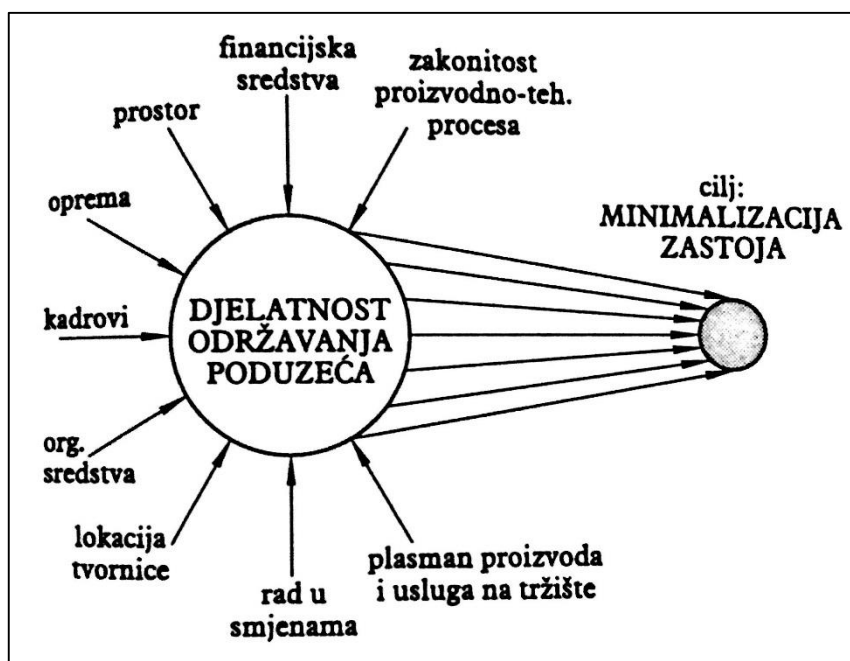 financijska
sredstva
zakonitost
proizvodno-teh.
procesa
prostor
oprema
kadrovi
org.
sredstva
lokacija
tvornice
rad u
smjenama
plasman proizvoda
i usluga na tržište
DJELATNOST
ODRŽAVANJA
PODUZEĆA
cilj:
MINIMALIZACIJA
ZASTOJA